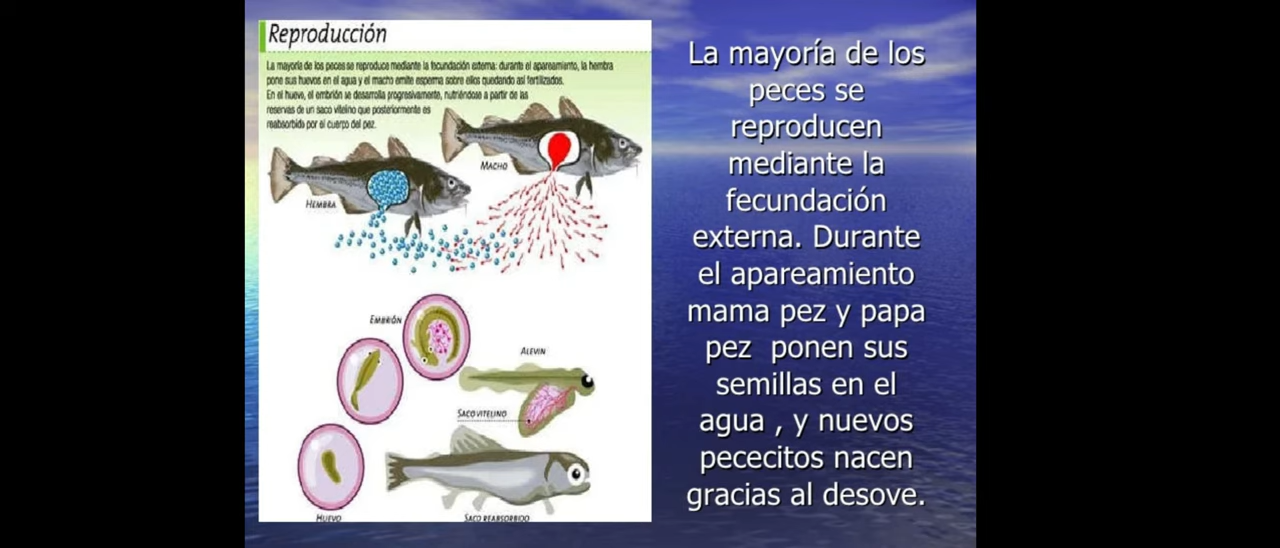 Reproducción
La mayoría de los peces se reproduce mediante la fecundación externa: durante el apareamiento, la hembra
pone sus huevos en el agua y el macho emite esperma sobre ellos quedando así fertilizados.
En el huevo, el embrión se desarrolla progresivamente, nutriéndose a partir de las
reservas de un saco vitelino que posteriormente es
reabsorbido por el cuerpo del pez.
MACHO
HEMBRA
EMBRIÓN
ALEVIN
SACO VITELINO
HUEVO
SACO REABSORBIDO
La mayoría de los
peces se
reproducen
mediante la
fecundación
externa. Durante
el apareamiento
mama pez y papa
pez ponen sus
semillas en el
agua , y nuevos
pececitos nacen
gracias al desove.